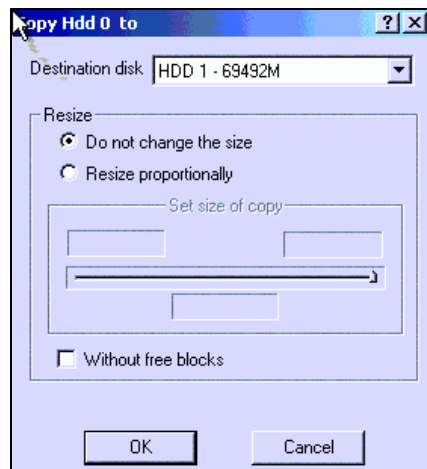 Copy Hdd 0 to
Destination disk HDD 1 - 69492M
Resize
Do not change the size
Resize proportionally
Set size of copy
Without free blocks
OK Cancel